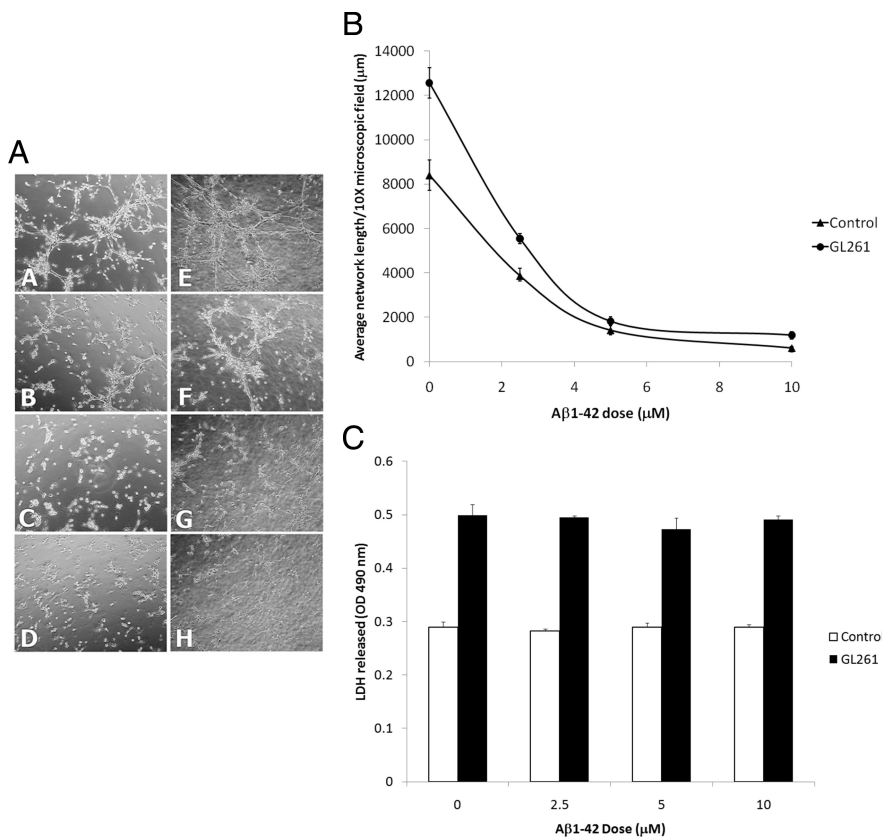 A
A
E
B
F
C
G
D
H
B
Average network length/10X microscopic field (μm)
14000
12000
10000
8000
6000
4000
2000
0
0
2
4
6
8
10
Aβ1-42 dose (μM)
Control
GL261
C
LDH released (OD 490 nm)
0.6
0.5
0.4
0.3
0.2
0.1
0
0
2.5
5
10
Aβ1-42 Dose (μM)
Control
GL261